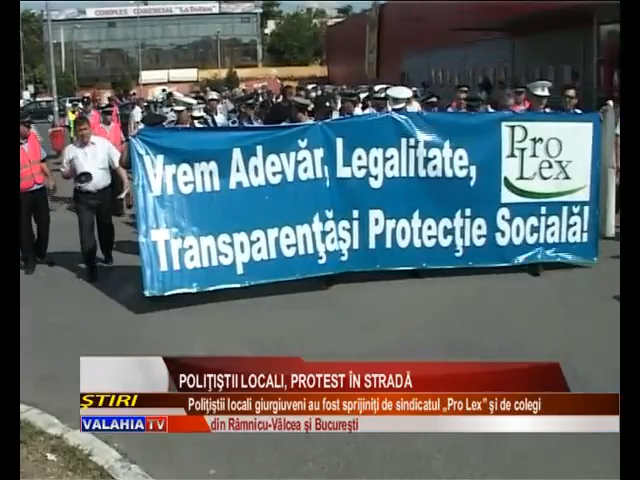 COMPLEX COMERCIAL "La Tineretului"
Vrem Adevăr, Legalitate,
Transparenţăşi Protecţie Socială!
Pro
Lex
POLIŢIŞTII LOCALI, PROTEST ÎN STRADĂ
ŞTIRI
Poliţiştii locali giurgiuveni au fost sprijiniţi de sindicatul „Pro Lex" şi de colegi
VALAHIA TV
din Râmnicu-Vâlcea şi Bucureşti